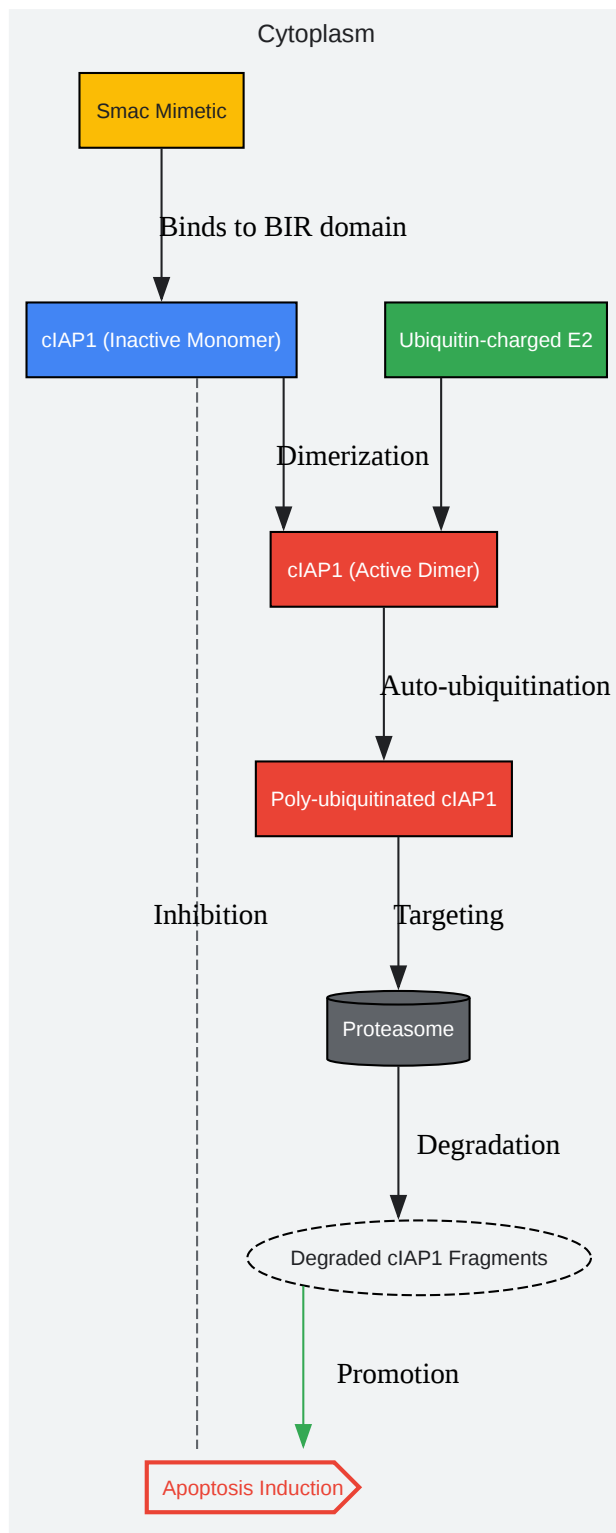 Cytoplasm
Smac Mimetic
Binds to BIR domain
cIAP1 (Inactive Monomer)
Ubiquitin-charged E2
Dimerization
cIAP1 (Active Dimer)
Auto-ubiquitination
Poly-ubiquitinated cIAP1
Inhibition
Targeting
Proteasome
Degradation
Degraded cIAP1 Fragments
Promotion
Apoptosis Induction